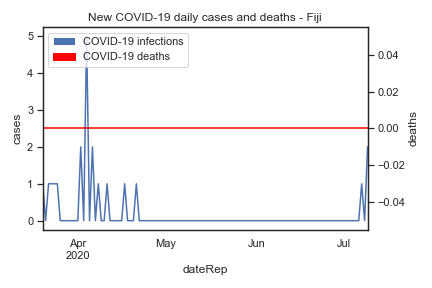 New COVID-19 daily cases and deaths - Fiji
COVID-19 infections
COVID-19 deaths
5
4
3
2
1
0
cases
0.04
0.02
0.00
−0.02
−0.04
deaths
Apr
2020
May
Jun
Jul
dateRep